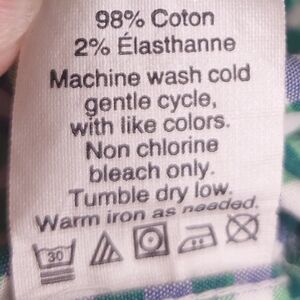 98% Coton
2% Élasthanne
Machine wash cold
gentle cycle,
with like colors.
Non chlorine
bleach only.
Tumble dry low.
Warm iron as needed.
30